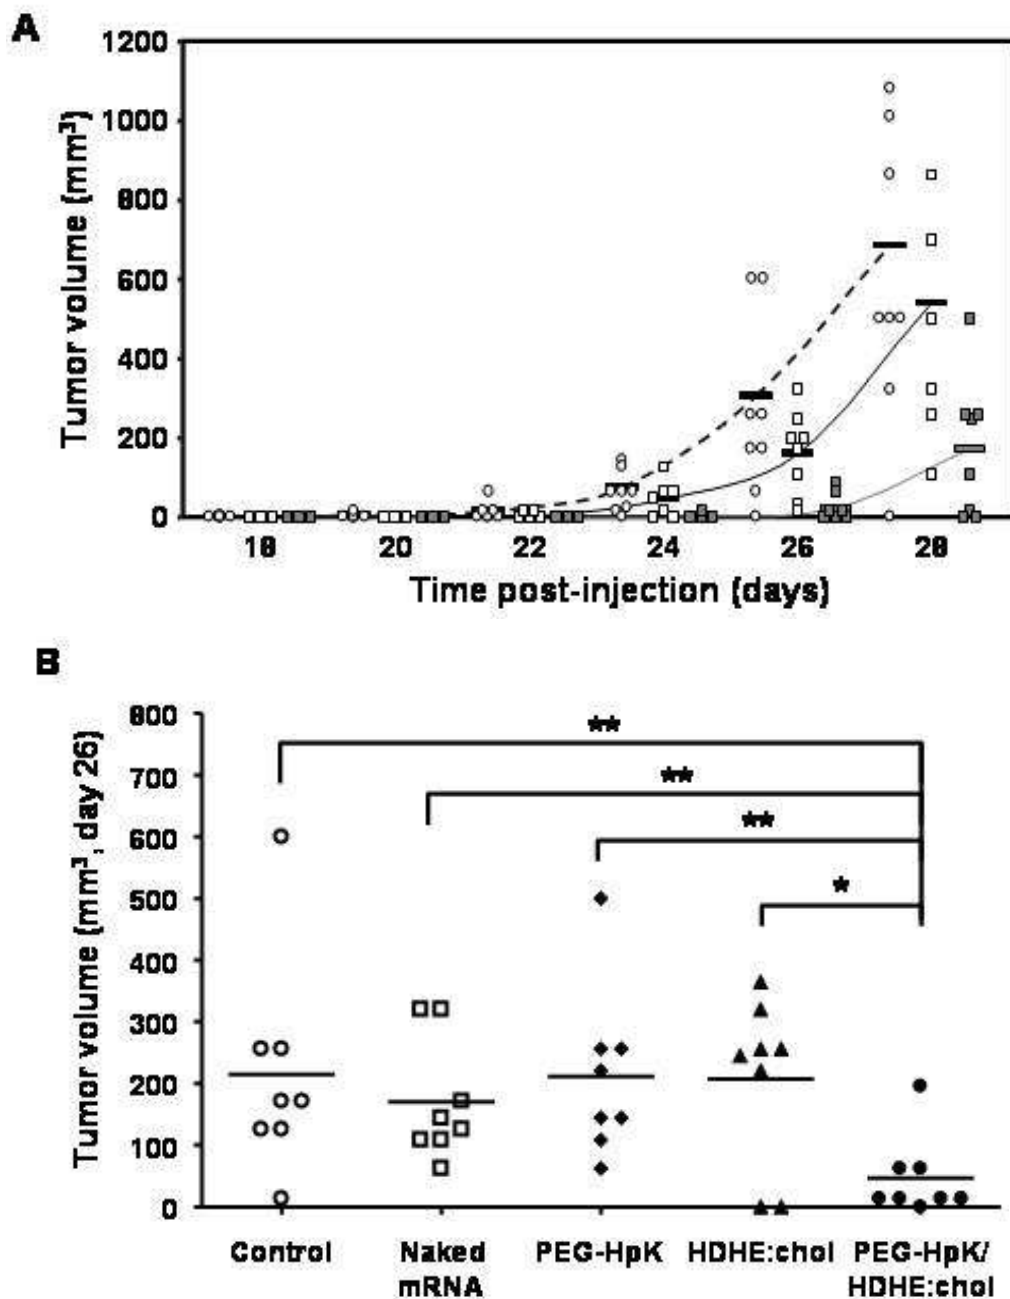 A
1200
1000
800
600
400
200
0
Tumor volume (mm³)
18 20 22 24 26 28
Time post-injection (days)
B
800
700
600
500
400
300
200
100
0
Tumor volume (mm³, day 26)
**
**
**
*
Control Naked PEG-HpK HDHE:chol PEG-HpK/
mRNA HDHE:chol